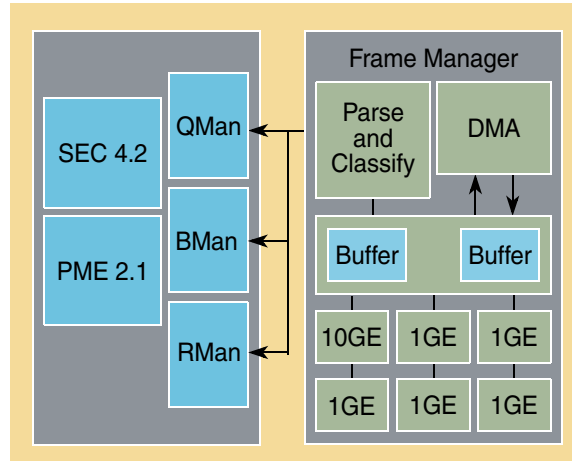 SEC 4.2
PME 2.1
QMan
BMan
RMan
Frame Manager
Parse
and
Classify
DMA
Buffer
Buffer
10GE
1GE
1GE
1GE
1GE
1GE